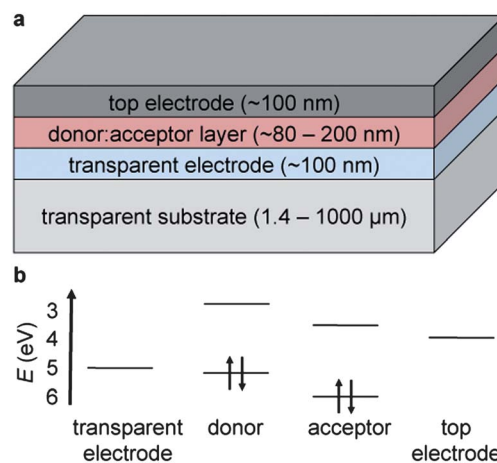 a
top electrode (~100 nm)
donor:acceptor layer (~80 – 200 nm)
transparent electrode (~100 nm)
transparent substrate (1.4 – 1000 µm)
b
E (eV)
3
4
5
6
transparent electrode
donor
acceptor
top electrode